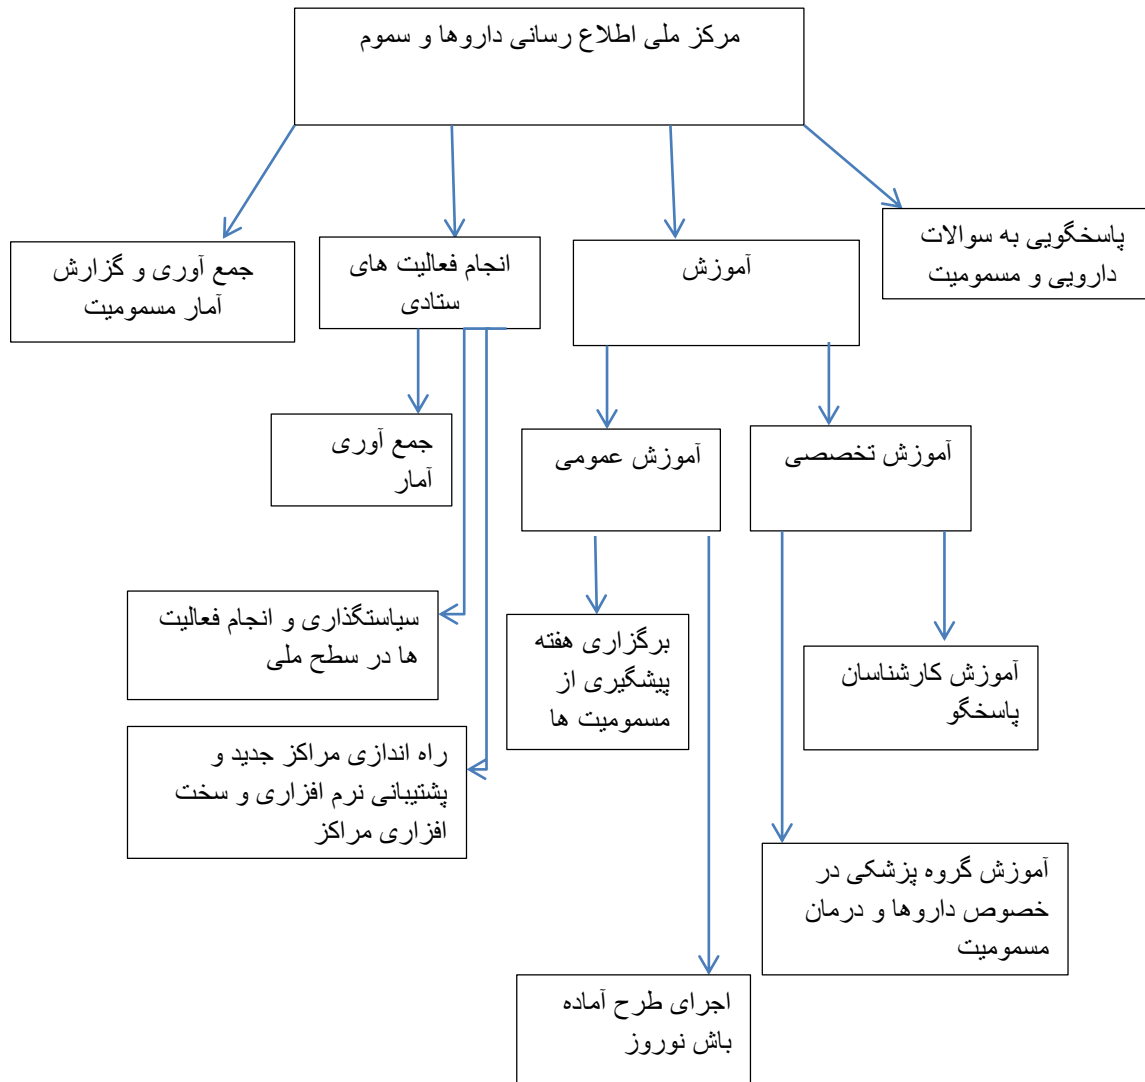 مرکز ملی اطلاع رسانی داروها و سموم
پاسخگویی به سوالات
دارویی و مسمومیت
آموزش
انجام فعالیت های
ستادی
جمع آوری و گزارش
آمار مسمومیت
جمع آوری
آمار
آموزش عمومی
آموزش تخصصی
سیاستگذاری و انجام فعالیت
ها در سطح ملی
برگزاری هفته
پیشگیری از
مسمومیت ها
آموزش کارشناسان
پاسخگو
راه اندازی مراکز جدید و
پشتیبانی نرم افزاری و سخت
افزاری مراکز
آموزش گروه پزشکی در
خصوص داروها و درمان
مسمومیت
اجرای طرح آماده
باش نوروز